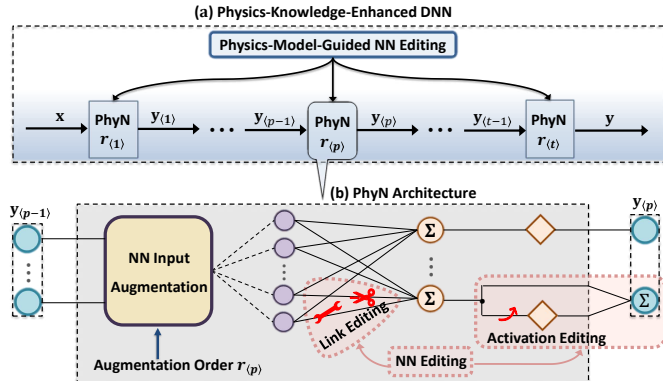 (a) Physics-Knowledge-Enhanced DNN
Physics-Model-Guided NN Editing
x
PhyN
r⟨1⟩
y⟨1⟩
y⟨p−1⟩
PhyN
r⟨p⟩
y⟨p⟩
y⟨t−1⟩
PhyN
r⟨t⟩
y
(b) PhyN Architecture
y⟨p−1⟩
y⟨p⟩
NN Input
Augmentation
Σ
Σ
Σ
Link Editing
Activation Editing
NN Editing
Augmentation Order r⟨p⟩